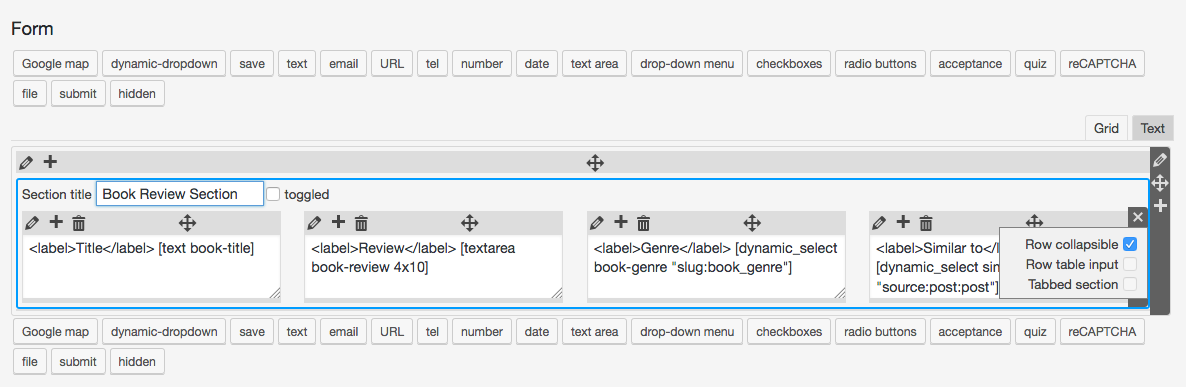 Form
Google map dynamic-dropdown save text email URL tel number date text area drop-down menu checkboxes radio buttons acceptance quiz reCAPTCHA
file submit hidden
Grid Text
Section title Book Review Section toggled
<label>Title</label> [text book-title]
<label>Review</label> [textarea
book-review 4x10]
<label>Genre</label> [dynamic_select
book-genre "slug:book_genre"]
<label>Similar to</l
[dynamic_select sim
"source:post:post"]
Row collapsible
Row table input
Tabbed section
Google map dynamic-dropdown save text email URL tel number date text area drop-down menu checkboxes radio buttons acceptance quiz reCAPTCHA
file submit hidden